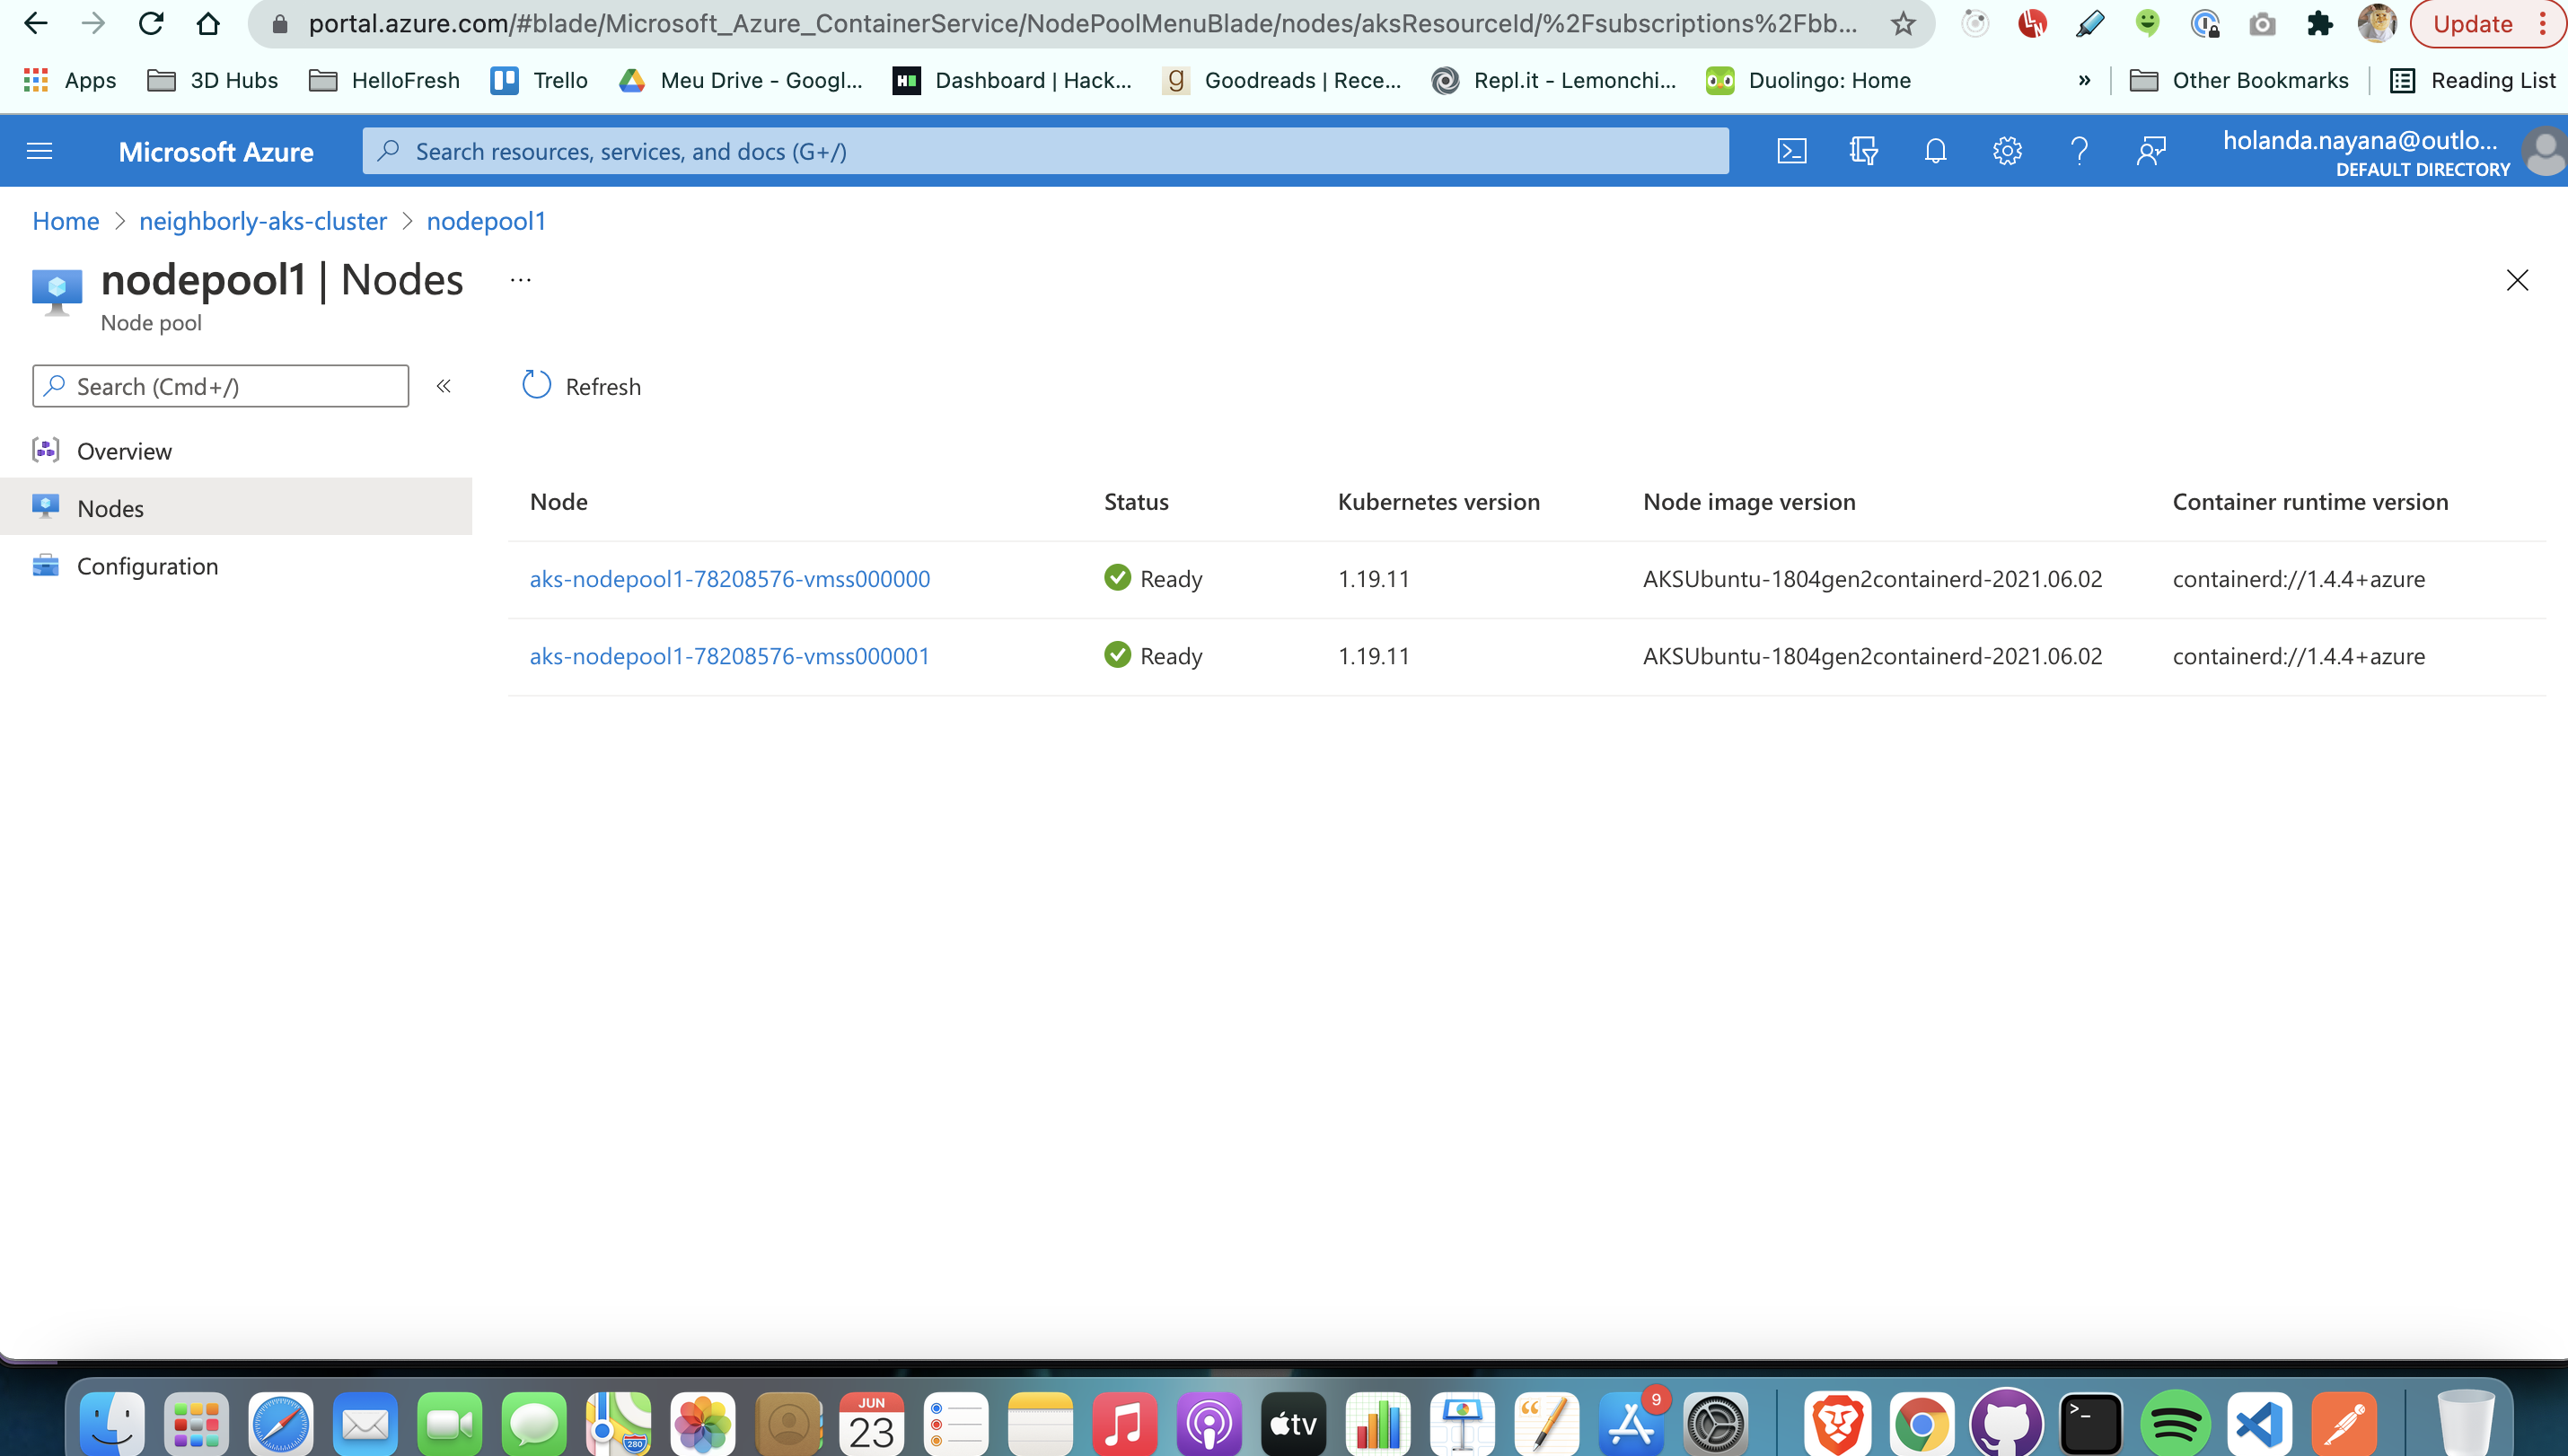 portal.azure.com/#blade/Microsoft_Azure_ContainerService/NodePoolMenuBlade/nodes/aksResourceId/%2Fsubscriptions%2Fbb...
Update
Apps
3D Hubs
HelloFresh
Trello
Meu Drive - Googl...
Dashboard | Hack...
Goodreads | Rece...
Repl.it - Lemonchi...
Duolingo: Home
»
Other Bookmarks
Reading List
Microsoft Azure
Search resources, services, and docs (G+/)
holanda.nayana@outlo...
DEFAULT DIRECTORY
Home > neighborly-aks-cluster > nodepool1
nodepool1 | Nodes ...
Node pool
Search (Cmd+/)
«
Refresh
Overview
Nodes
Configuration
Node Status Kubernetes version Node image version Container runtime version
aks-nodepool1-78208576-vmss000000 Ready 1.19.11 AKSUbuntu-1804gen2containerd-2021.06.02 containerd://1.4.4+azure
aks-nodepool1-78208576-vmss000001 Ready 1.19.11 AKSUbuntu-1804gen2containerd-2021.06.02 containerd://1.4.4+azure
280
JUN
23
tv
9
>_